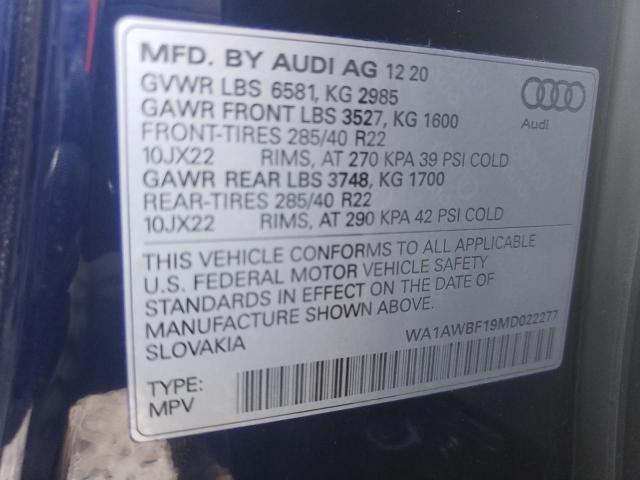 MFD. BY AUDI AG 12 20
GVWR LBS 6581, KG 2985
GAWR FRONT LBS 3527, KG 1600
FRONT-TIRES 285/40 R22
10JX22 RIMS, AT 270 KPA 39 PSI COLD
GAWR REAR LBS 3748, KG 1700
REAR-TIRES 285/40 R22
10JX22 RIMS, AT 290 KPA 42 PSI COLD
Audi
THIS VEHICLE CONFORMS TO ALL APPLICABLE
U.S. FEDERAL MOTOR VEHICLE SAFETY
STANDARDS IN EFFECT ON THE DATE OF
MANUFACTURE SHOWN ABOVE.
SLOVAKIA
WA1AWBF19MD022277
TYPE:
MPV